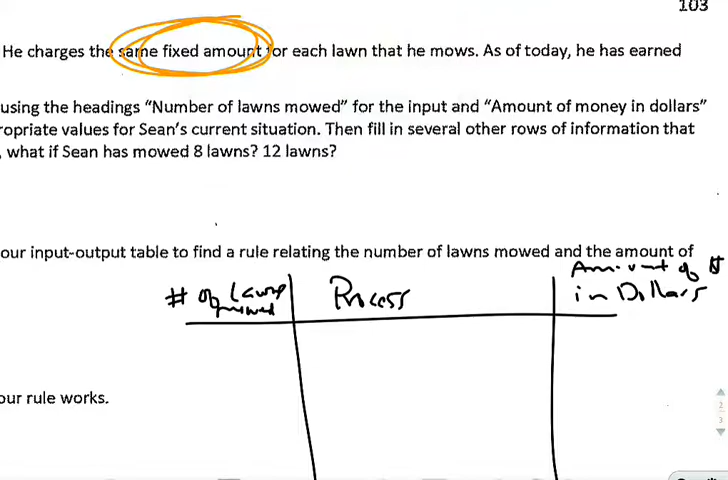 103
He charges the same fixed amount for each lawn that he mows. As of today, he has earned
using the headings “Number of lawns mowed” for the input and “Amount of money in dollars”
ropriate values for Sean’s current situation. Then fill in several other rows of information that
, what if Sean has mowed 8 lawns? 12 lawns?
our input-output table to find a rule relating the number of lawns mowed and the amount of
# of Lawns mowed
Process
Amount of $
in Dollars
our rule works.
2
3